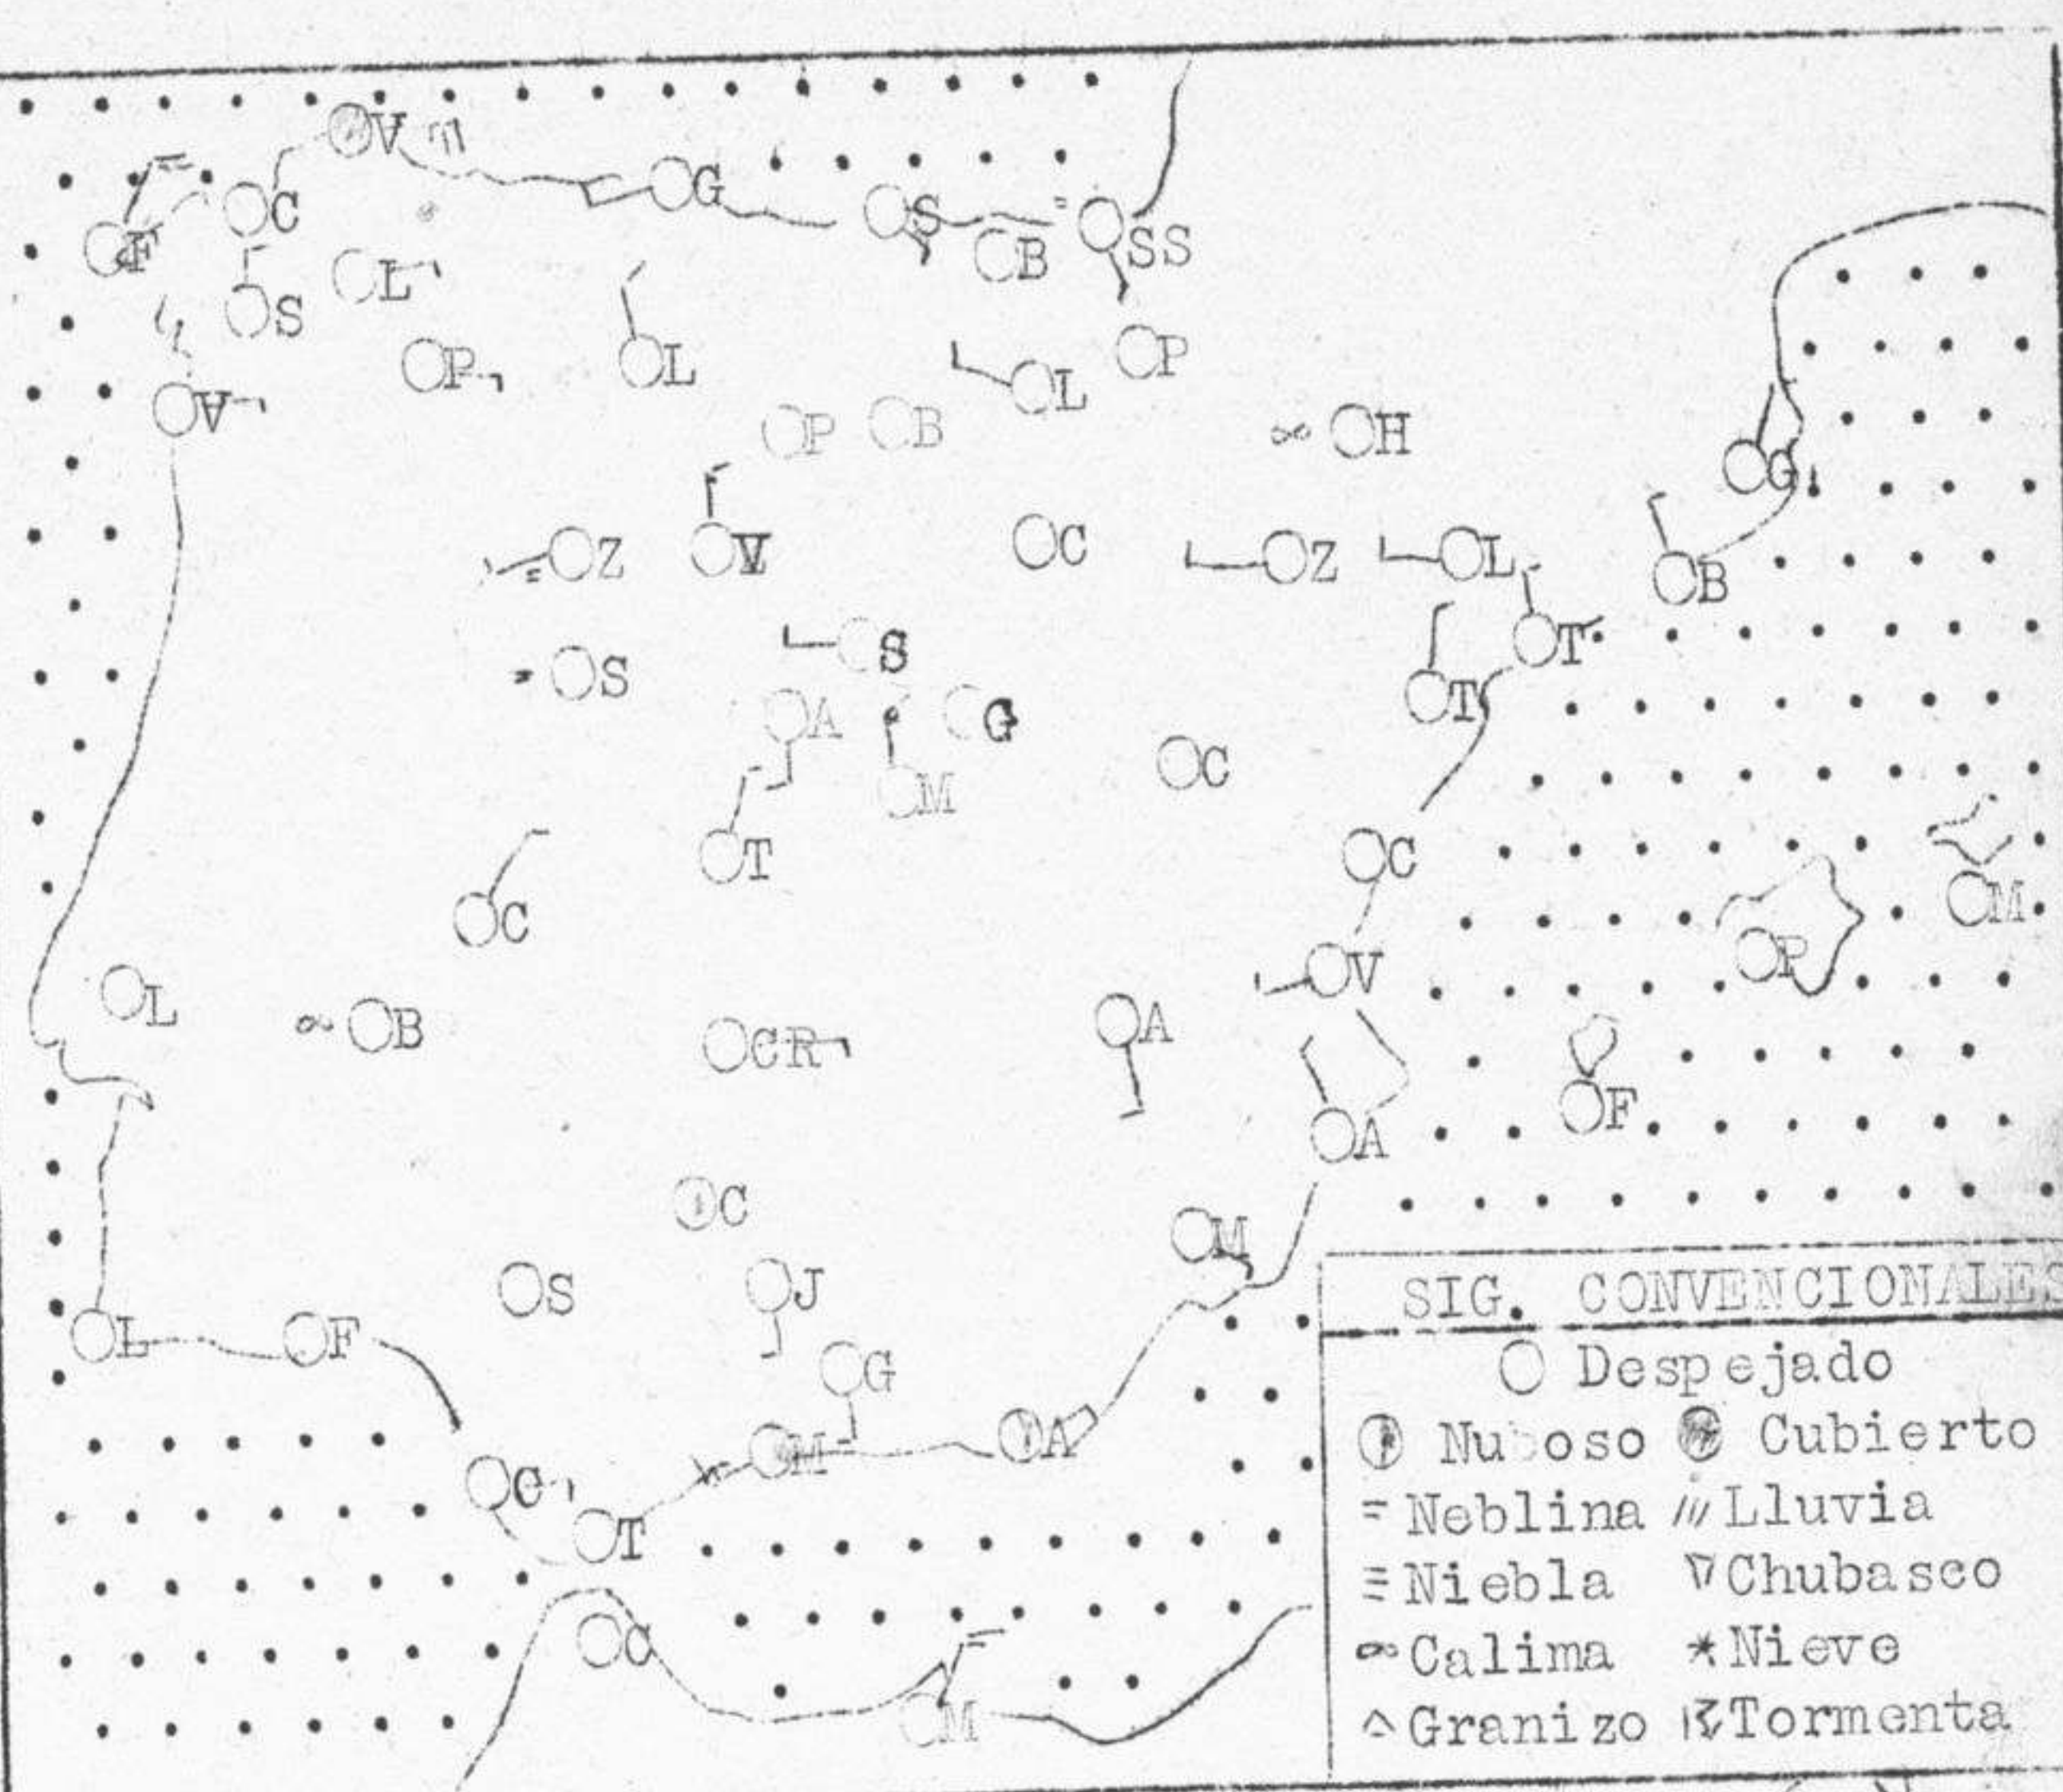 V
C G
F S SS
B
L
S
P L P
L
V P B H
G
Z V C Z L B
S S T
A G T
M C
T C
C M
P
L V
B CR A
F
A
C M
S J
L F G
M A
C
T
C
M
SIG. CONVENCIONALES
Despejado
Nuboso Cubierto
Neblina Lluvia
Niebla Chubasco
Calima Nieve
Granizo Tormenta